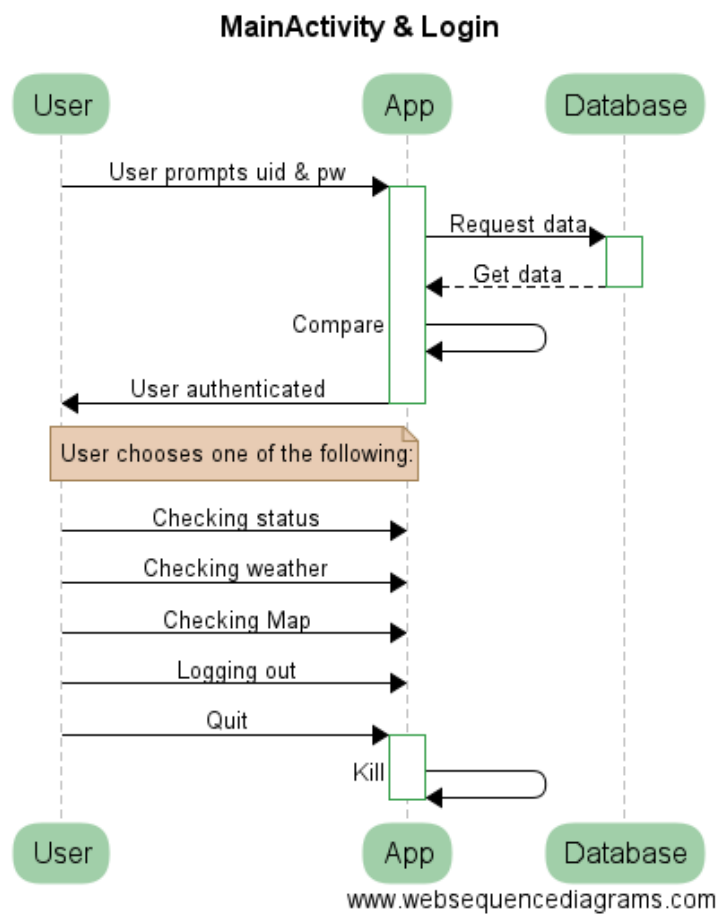 MainActivity & Login
User
App
Database
User prompts uid & pw
Request data
Get data
Compare
User authenticated
User chooses one of the following:
Checking status
Checking weather
Checking Map
Logging out
Quit
Kill
User
App
Database
www.websequencediagrams.com